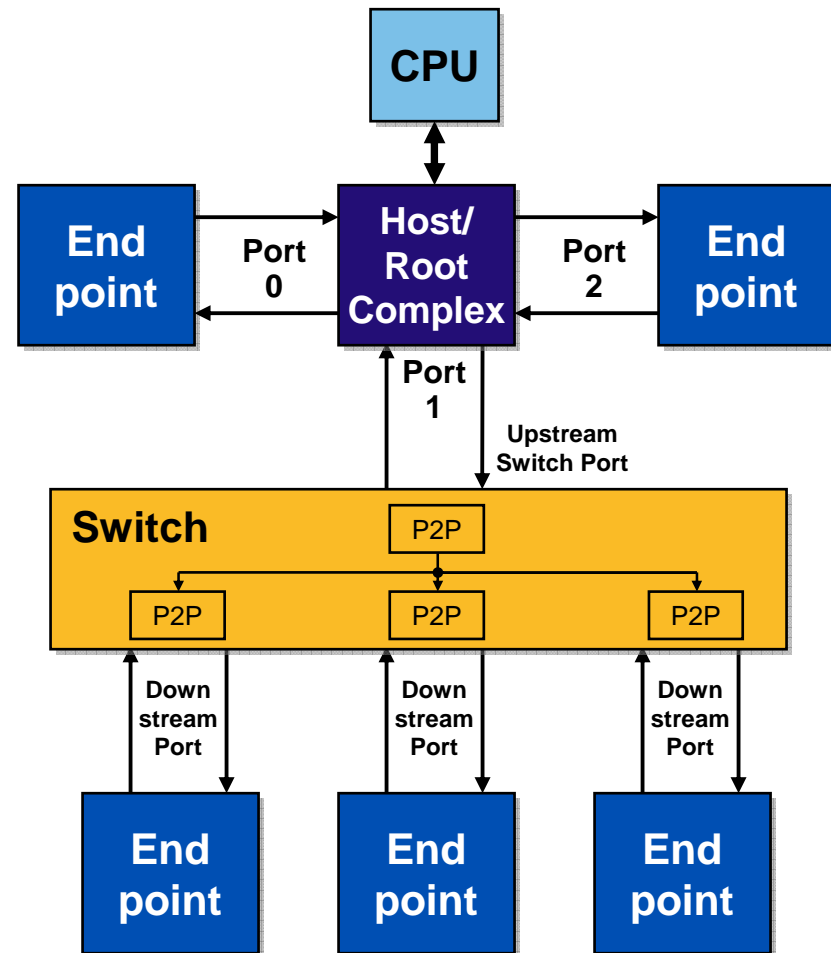 CPU
End
point
Port
0
Host/
Root
Complex
Port
2
End
point
Port
1
Upstream
Switch Port
Switch
P2P
P2P
P2P
P2P
Down
stream
Port
Down
stream
Port
Down
stream
Port
End
point
End
point
End
point